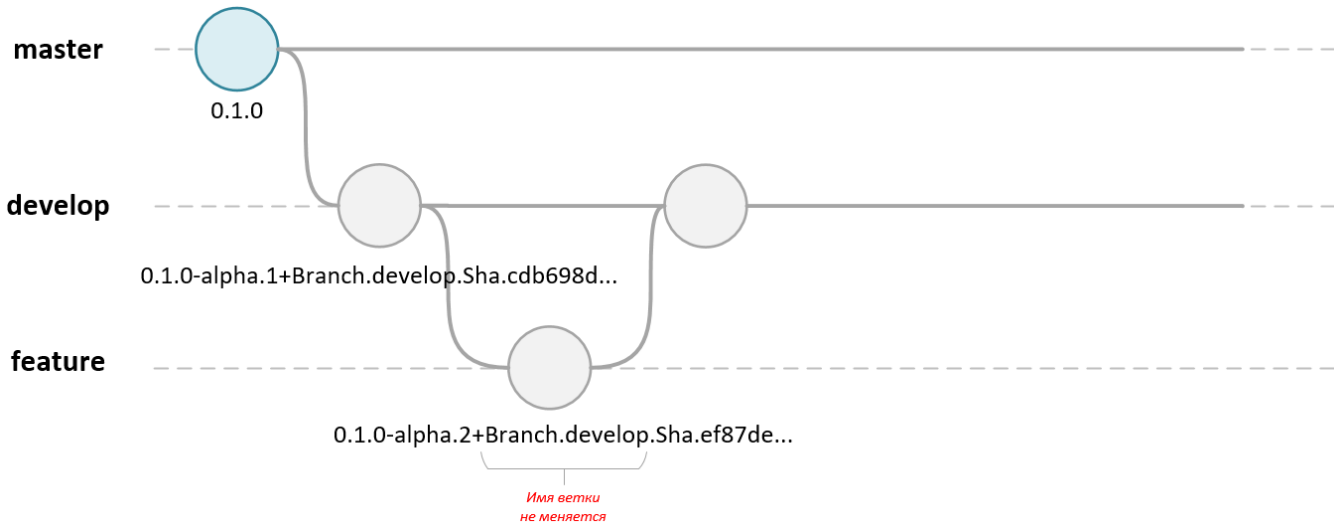 master
0.1.0
develop
0.1.0-alpha.1+Branch.develop.Sha.cdb698d...
feature
0.1.0-alpha.2+Branch.develop.Sha.ef87de...
Имя ветки
не меняется